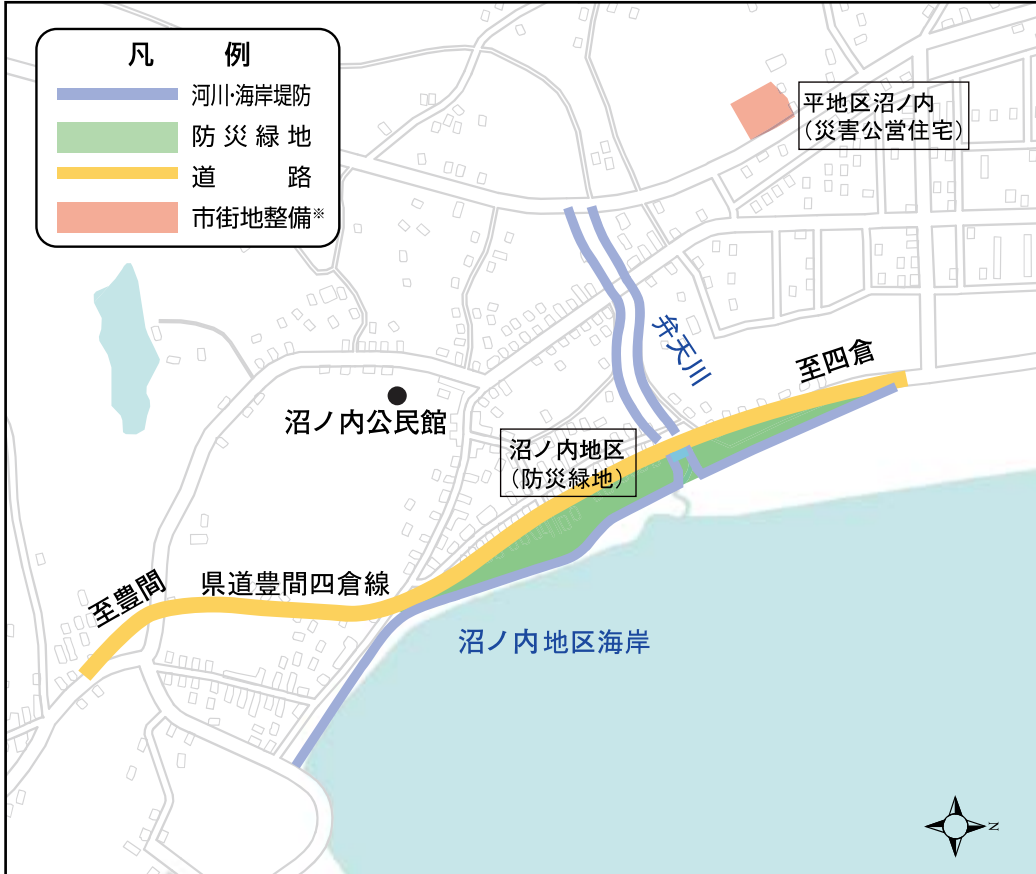 凡 例
河川・海岸堤防
防災緑地
道 路
市街地整備※
平地区沼ノ内
（災害公営住宅）
弁天川
至四倉
沼ノ内公民館
沼ノ内地区
（防災緑地）
至豊間
県道豊間四倉線
沼ノ内地区海岸
N